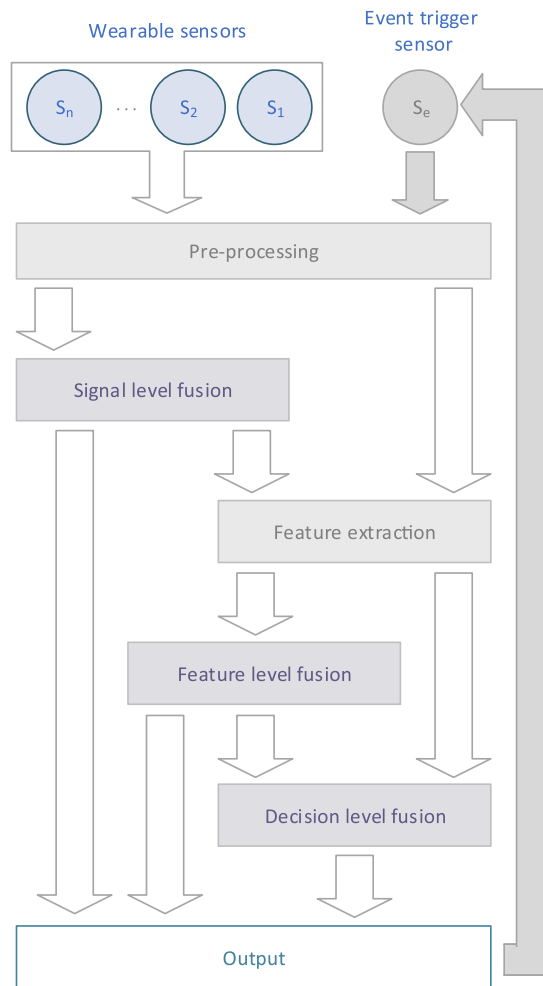 Wearable sensors
Event trigger
sensor
Sn ... S2 S1
Se
Pre-processing
Signal level fusion
Feature extraction
Feature level fusion
Decision level fusion
Output